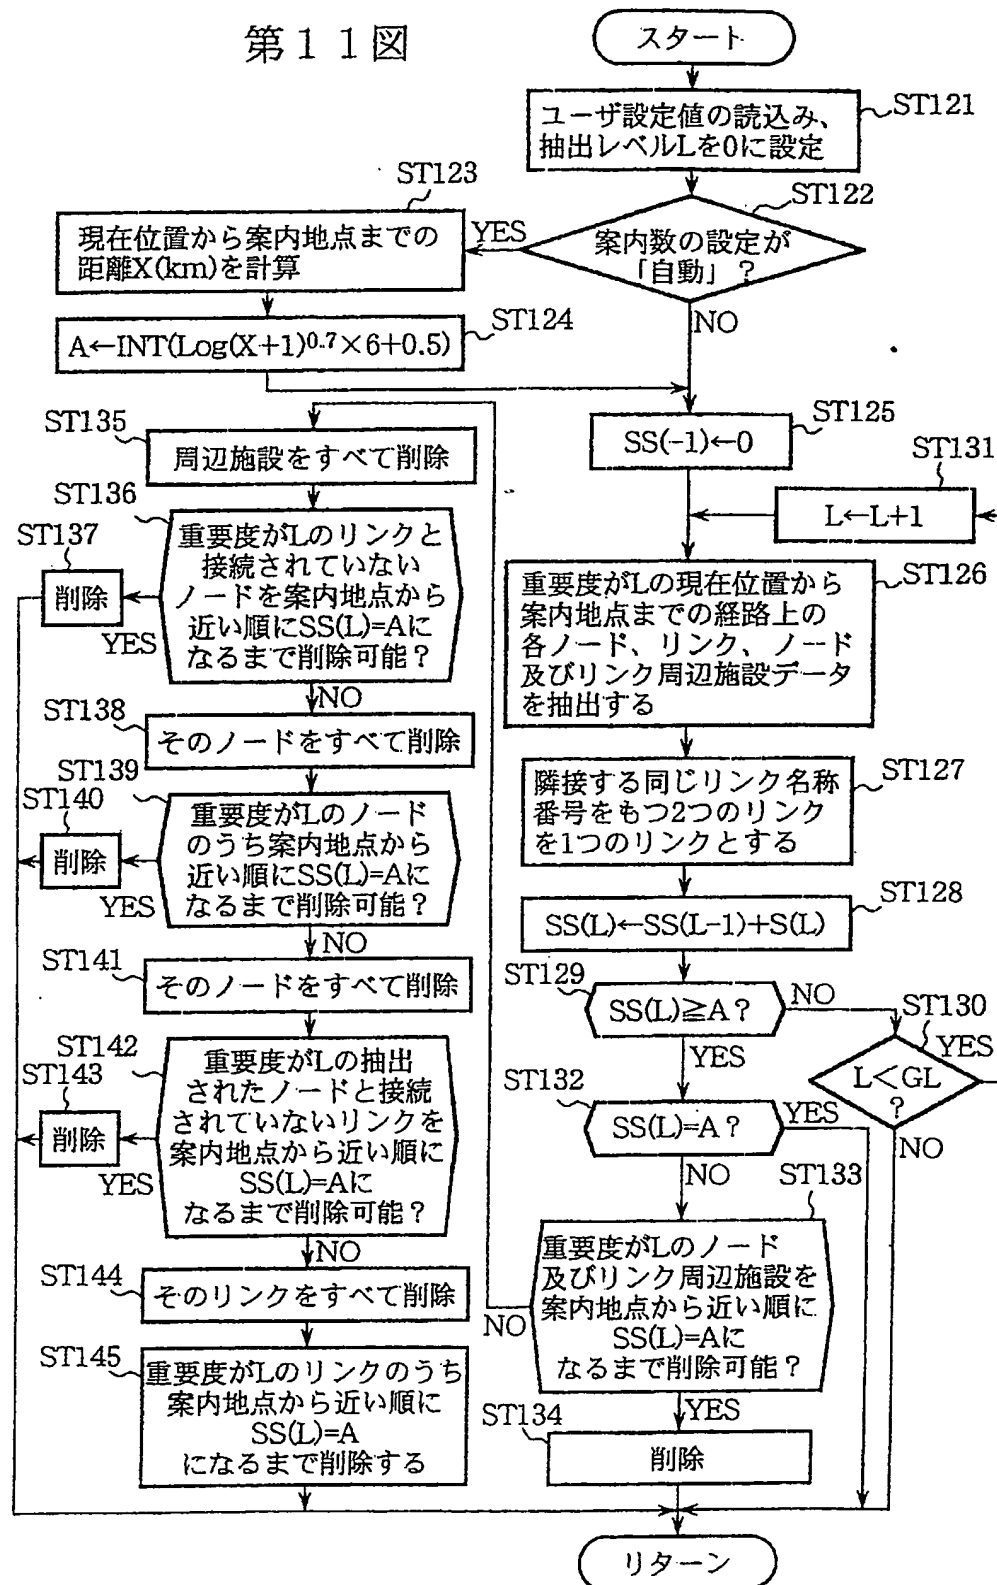 第11図
スタート
ST121
ユーザ設定値の読込み、
抽出レベルLを0に設定
ST122
案内数の設定が
「自動」？
YES
NO
ST123
現在位置から案内地点までの
距離X(km)を計算
ST124
A←INT(Log(X+1)0.7×6+0.5)
ST125
SS(-1)←0
ST131
L←L+1
ST126
重要度がLの現在位置から
案内地点までの経路上の
各ノード、リンク、ノード
及びリンク周辺施設データ
を抽出する
ST127
隣接する同じリンク名称
番号をもつ2つのリンク
を1つのリンクとする
ST128
SS(L)←SS(L-1)+S(L)
ST129
SS(L)≧A？
NO
YES
ST130
L＜GL
？
YES
NO
ST132
SS(L)=A？
YES
NO
ST133
重要度がLのノード
及びリンク周辺施設を
案内地点から近い順に
SS(L)=Aに
なるまで削除可能？
NO
YES
ST134
削除
ST135
周辺施設をすべて削除
ST136
重要度がLのリンクと
接続されていない
ノードを案内地点から
近い順にSS(L)=Aに
なるまで削除可能？
ST137
削除
YES
NO
ST138
そのノードをすべて削除
ST139
重要度がLのノード
のうち案内地点から
近い順にSS(L)=Aに
なるまで削除可能？
ST140
削除
YES
NO
ST141
そのノードをすべて削除
ST142
重要度がLの抽出
されたノードと接続
されていないリンクを
案内地点から近い順に
SS(L)=Aに
なるまで削除可能？
ST143
削除
YES
NO
ST144
そのリンクをすべて削除
ST145
重要度がLのリンクのうち
案内地点から近い順に
SS(L)=A
になるまで削除する
リターン